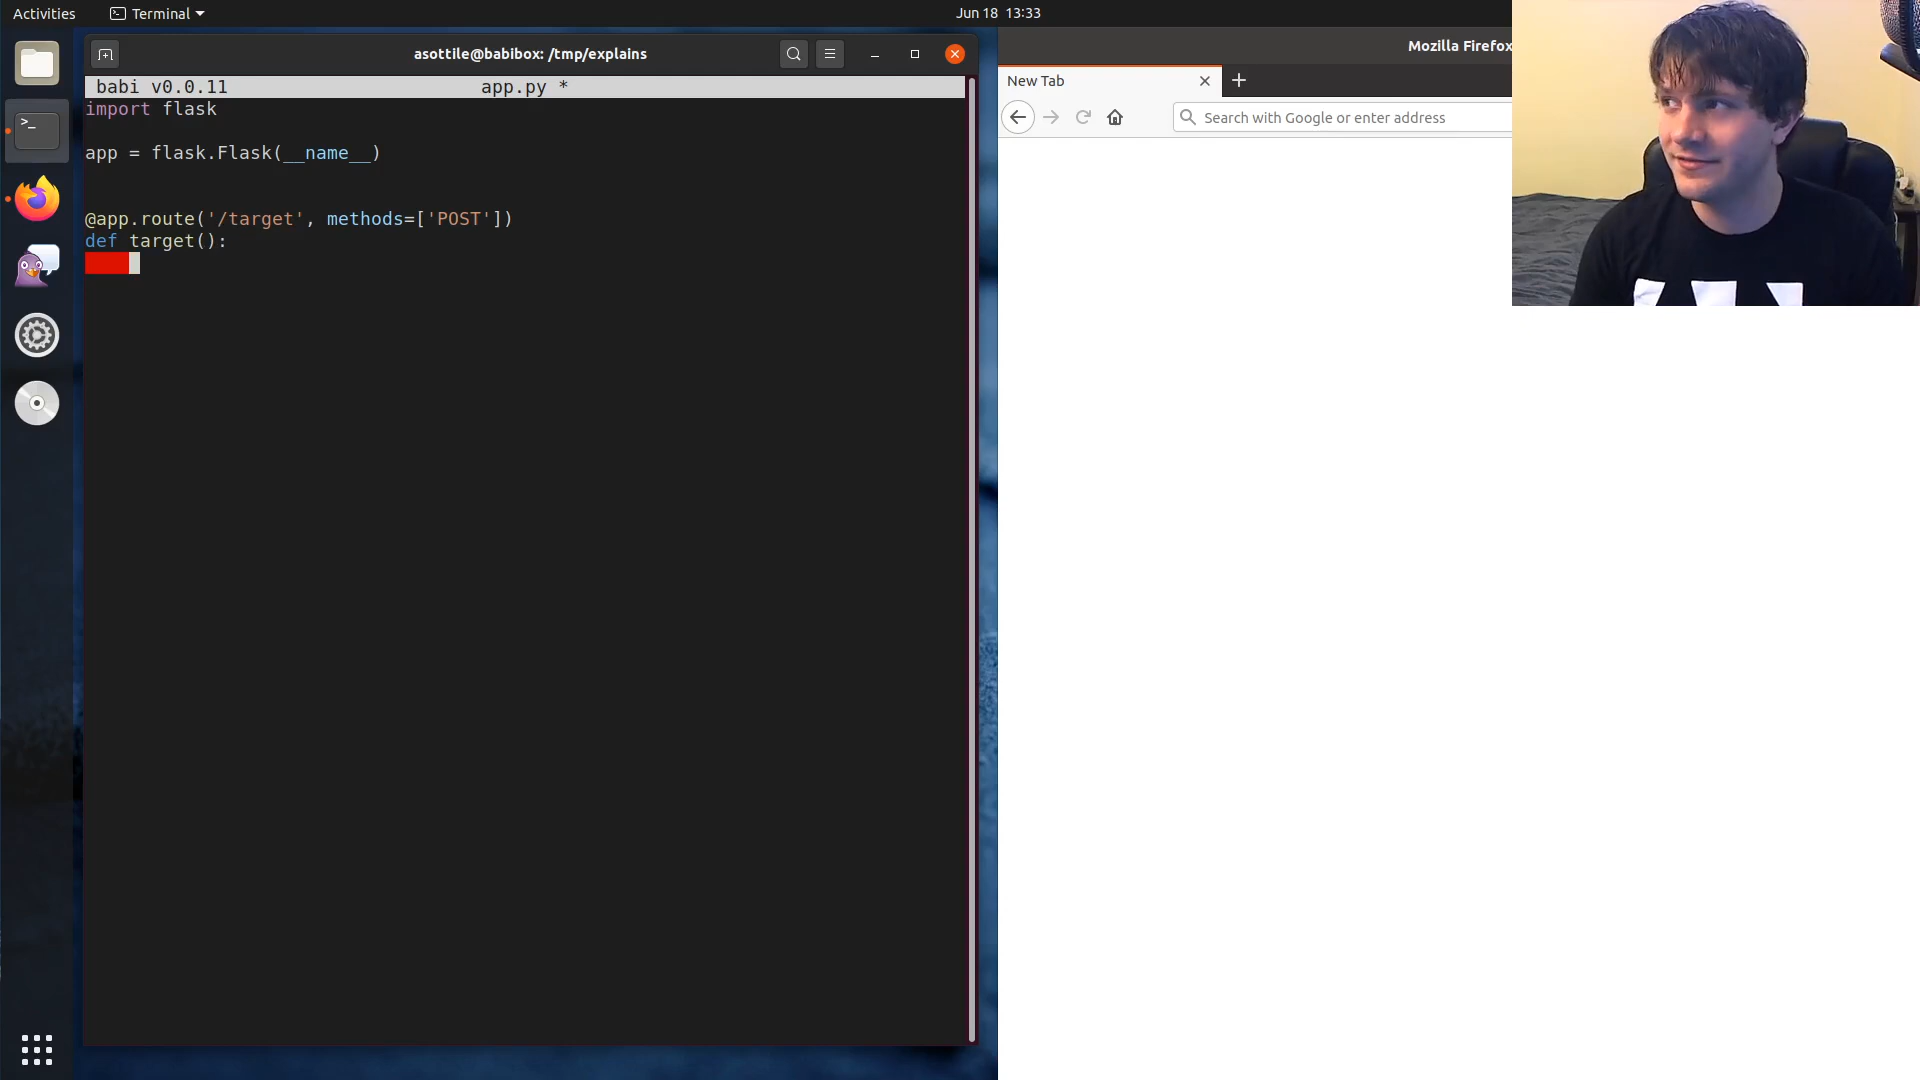 Activities
Terminal
Jun 18 13:33
asottile@babibox: /tmp/explains
Mozilla Firefox
babi v0.0.11 app.py *
New Tab
Search with Google or enter address
import flask
app = flask.Flask(__name__)
@app.route('/target', methods=['POST'])
def target():